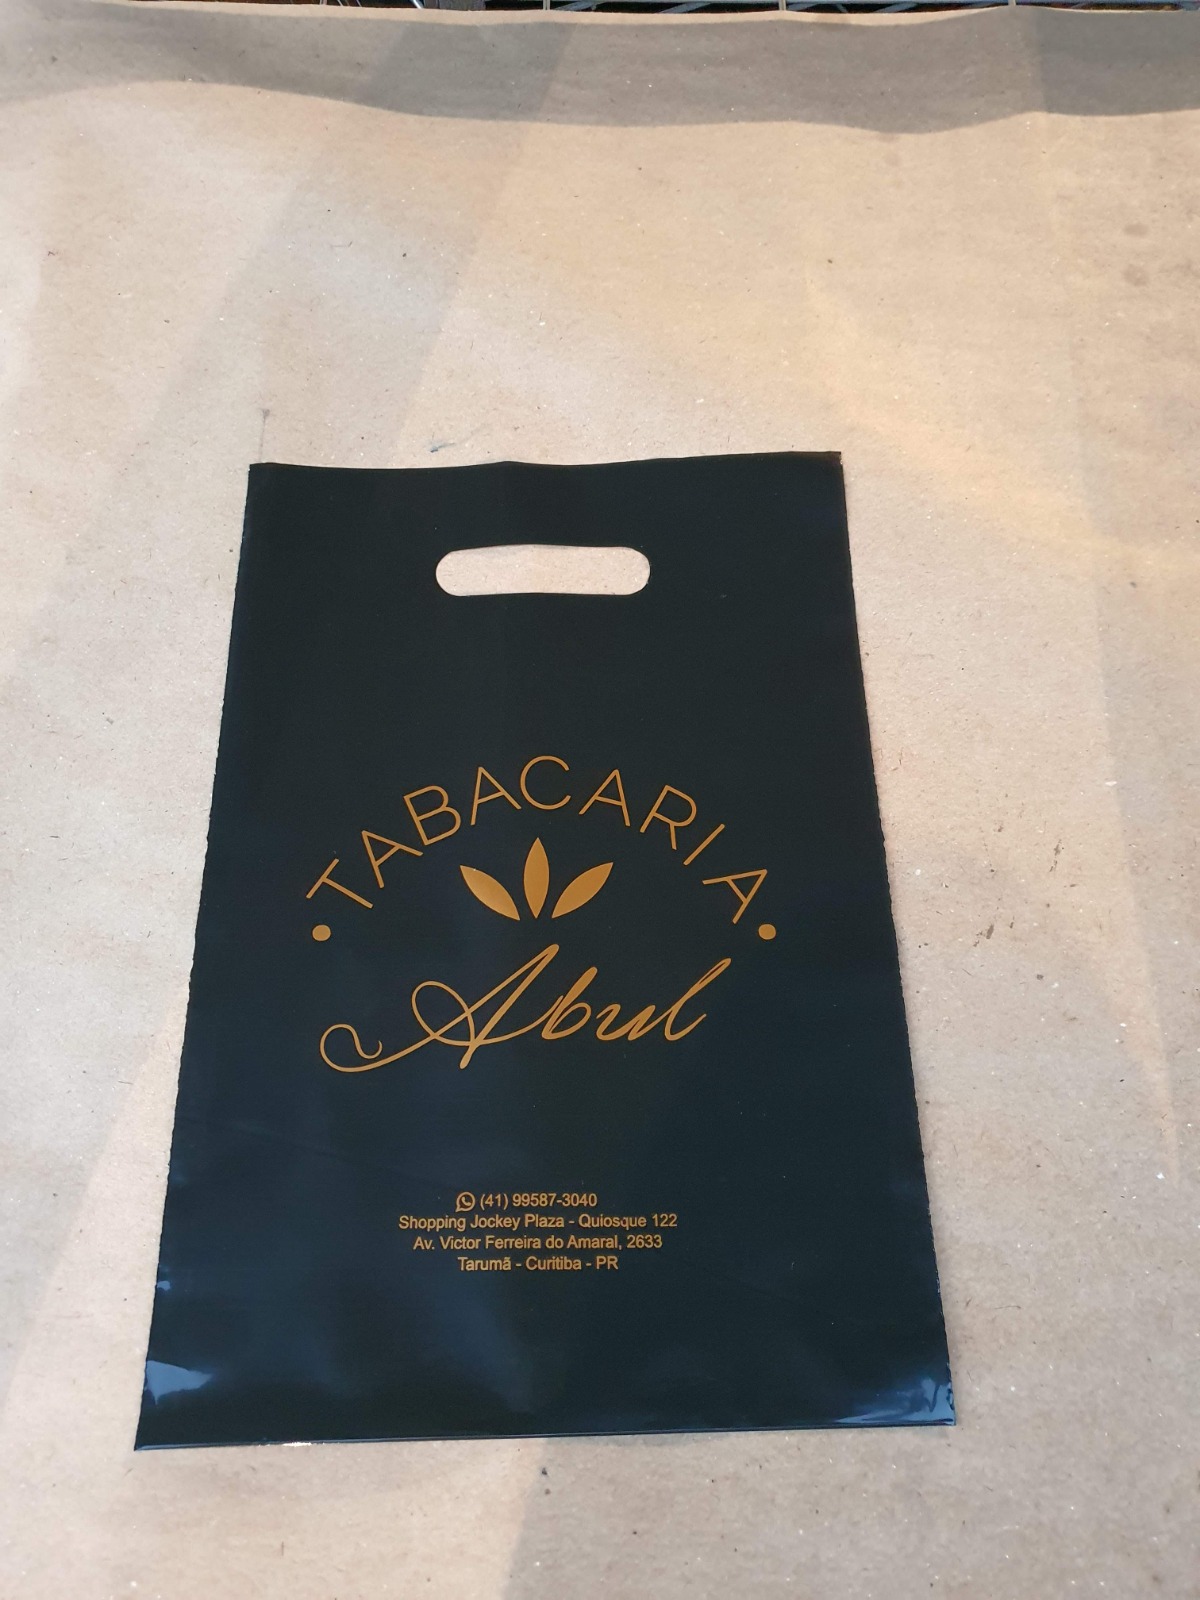 • TABACARIA •
Abul
(41) 99587-3040
Shopping Jockey Plaza - Quiosque 122
Av. Victor Ferreira do Amaral, 2633
Tarumã - Curitiba - PR